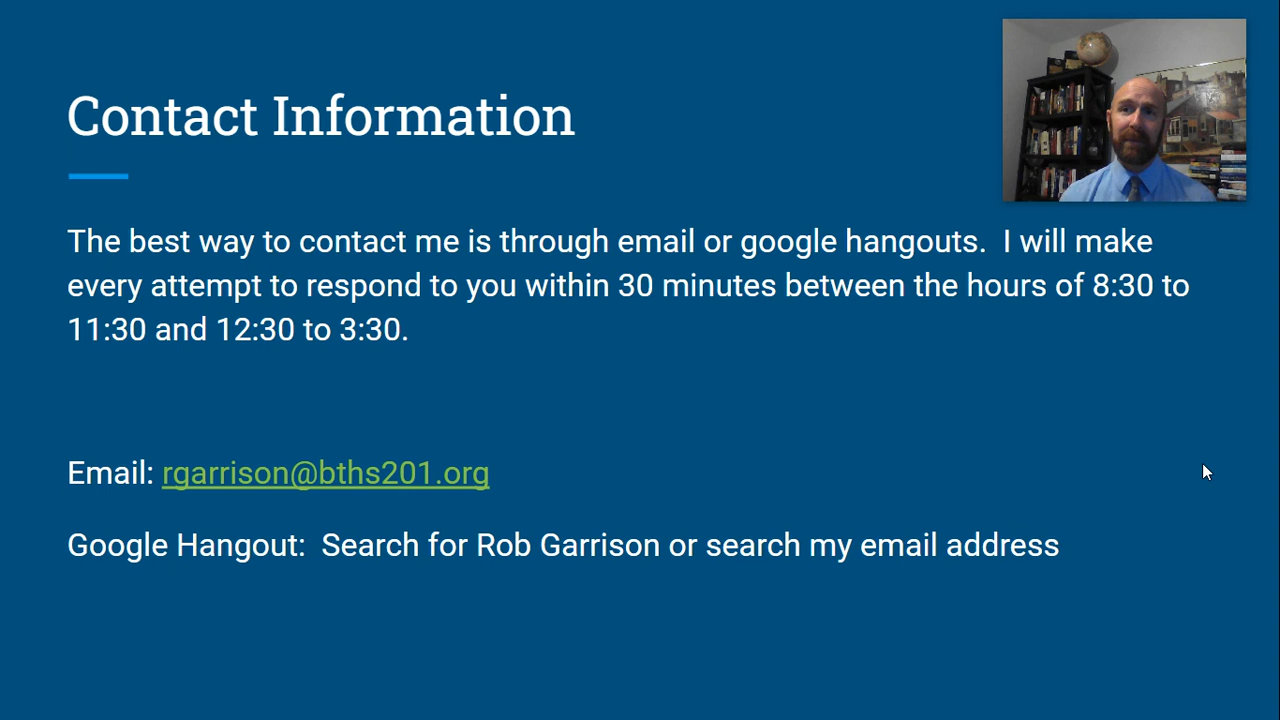 Contact Information
The best way to contact me is through email or google hangouts.  I will make
every attempt to respond to you within 30 minutes between the hours of 8:30 to
11:30 and 12:30 to 3:30.
Email: rgarrison@bths201.org
Google Hangout:  Search for Rob Garrison or search my email address